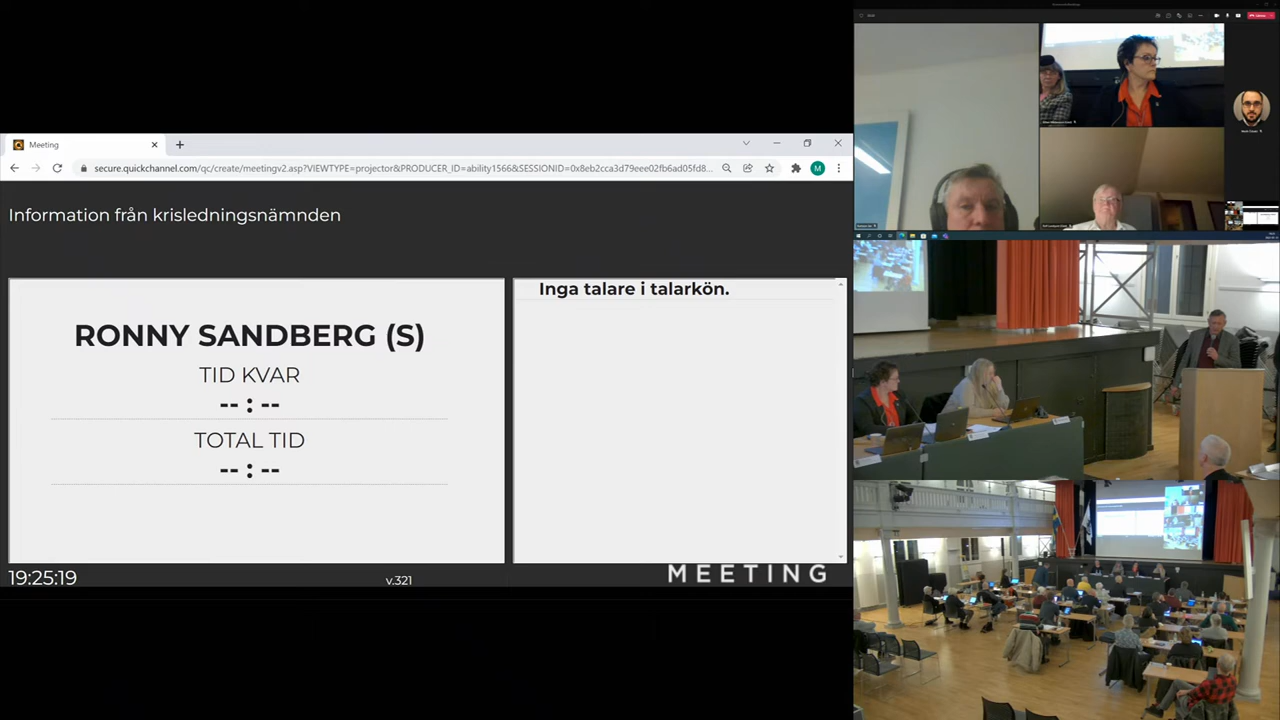 Meeting
secure.quickchannel.com/qc/create/meetingv2.asp?VIEWTYPE=projector&PRODUCER_ID=ability1566&SESSIONID=0x8eb2cca3d79eee02fb6ad05fd8...
M
Information från krisledningsnämnden
RONNY SANDBERG (S)
TID KVAR
-- : --
TOTAL TID
-- : --
Inga talare i talarkön.
19:25:19
v.321
MEETING